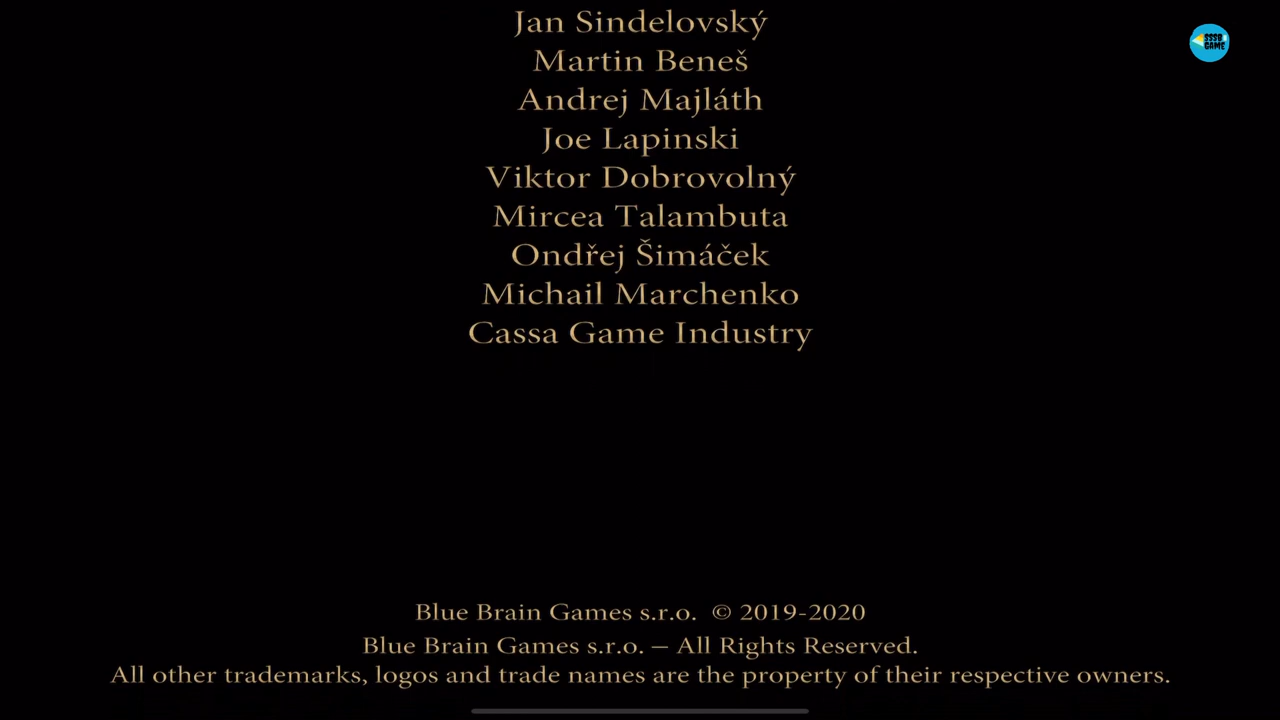 Jan Sindelovský
SSSB
GAME
Martin Beneš
Andrej Majláth
Joe Lapinski
Viktor Dobrovolný
Mircea Talambuta
Ondřej Šimáček
Michail Marchenko
Cassa Game Industry
Blue Brain Games s.r.o. © 2019-2020
Blue Brain Games s.r.o. – All Rights Reserved.
All other trademarks, logos and trade names are the property of their respective owners.